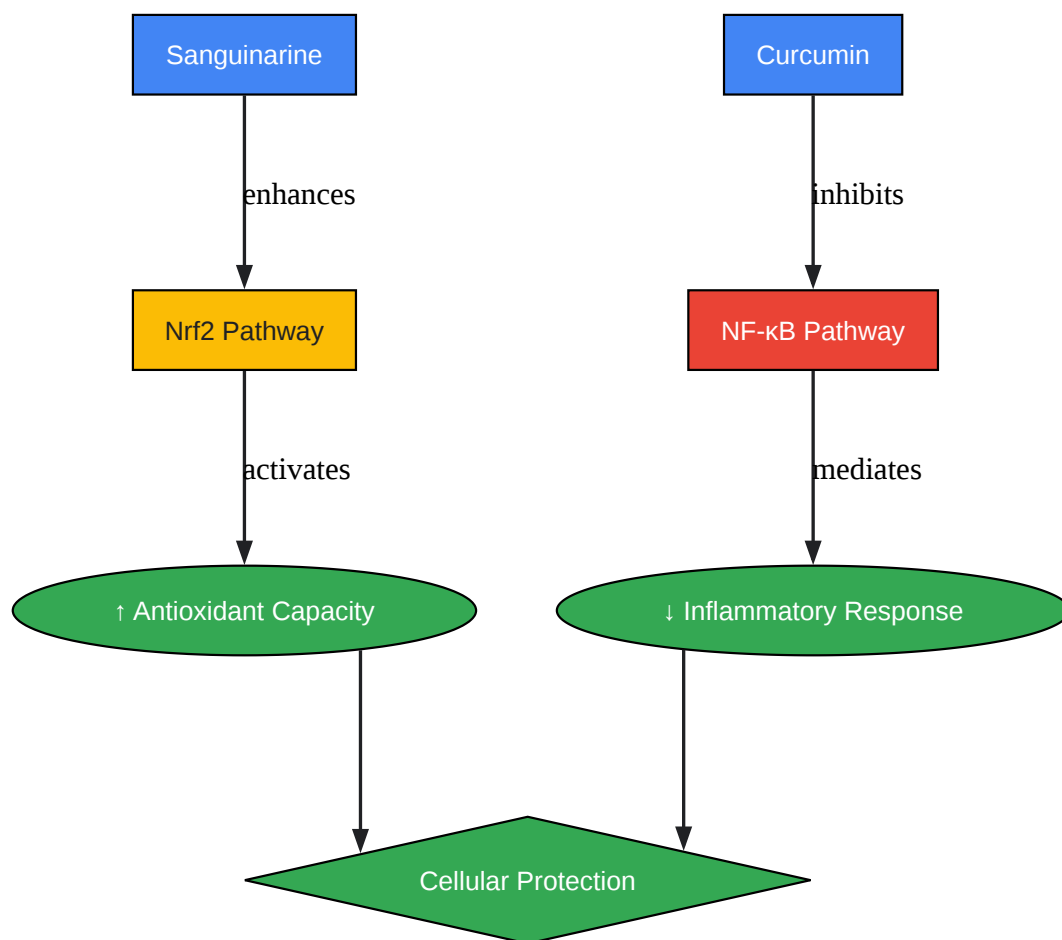 Sanguinarine
Curcumin
enhances
inhibits
Nrf2 Pathway
NF-κB Pathway
activates
mediates
↑ Antioxidant Capacity
↓ Inflammatory Response
Cellular Protection